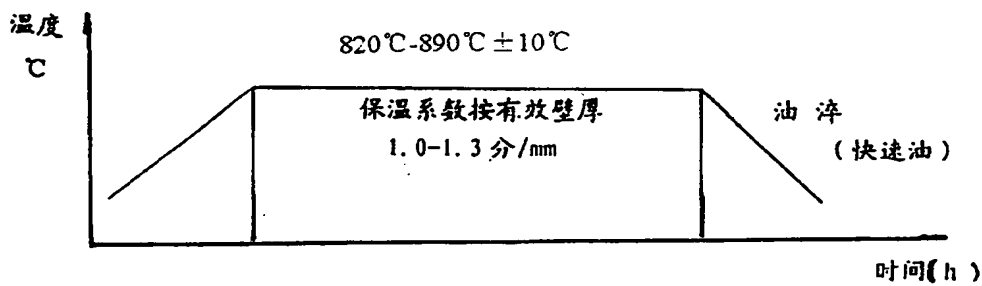 温度
℃
820℃-890℃±10℃
保温系数按有效壁厚
1.0-1.3分/mm
油淬
(快速油)
时间(h)